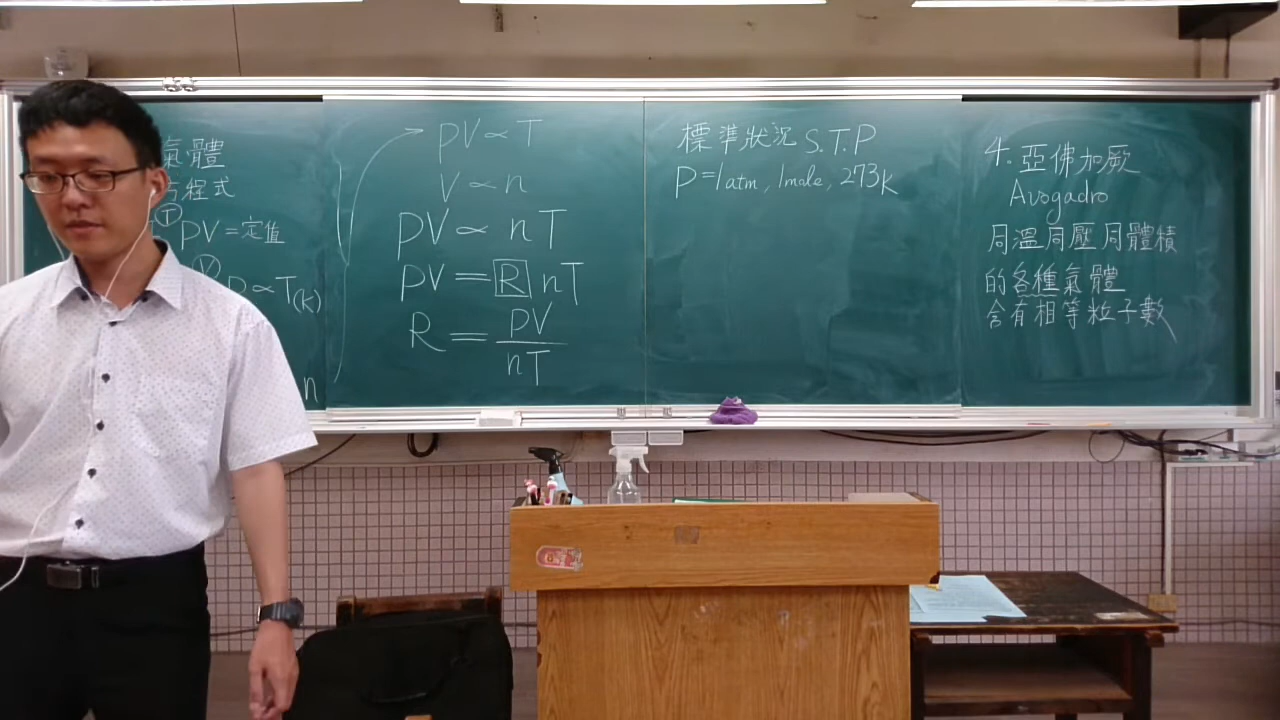 氣體
方程式
Ⓣ PV=定值
Ⓥ P∝T(K)
n
PV∝T
V∝n
PV∝nT
PV=R nT
R=PV/nT
標準狀況 S.T.P
P=1atm, 1mole, 273K
4. 亞佛加厥
Avogadro
同溫同壓同體積
的各種氣體
含有相等粒子數